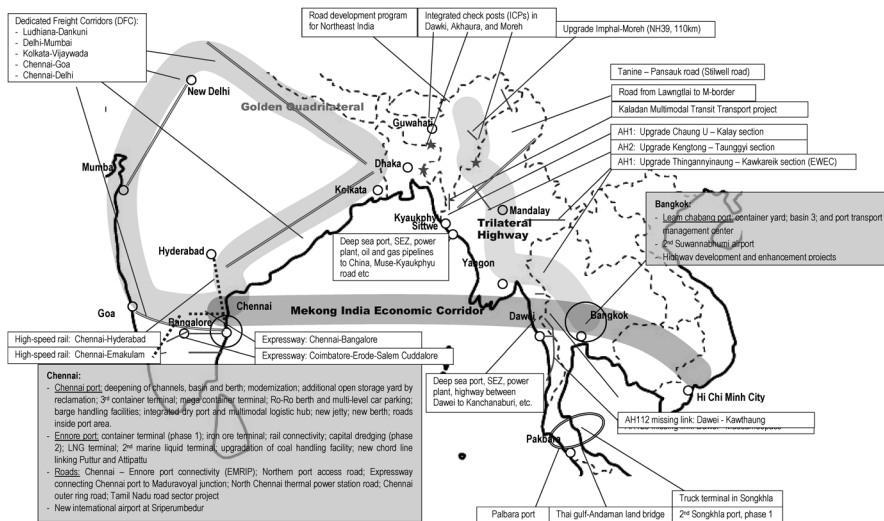 Dedicated Freight Corridors (DFC):
- Ludhiana-Dankuni
- Delhi-Mumbai
- Kolkata-Vijaywada
- Chennai-Goa
- Chennai-Delhi
Road development program
for Northeast India
Integrated check posts (ICPs) in
Dawki, Akhaura, and Moreh
Upgrade Imphal-Moreh (NH39, 110km)
Tanine – Pansauk road (Stilwell road)
Road from Lawngtlai to M-border
Kaladan Multimodal Transit Transport project
AH1: Upgrade Chaung U – Kalay section
AH2: Upgrade Kengtong – Taunggyi section
AH1: Upgrade Thingannyinaung – Kawkareik section (EWEC)
New Delhi
Golden Quadrilateral
Guwahati
Dhaka
Mumbai
Kolkata
Kyaukphyu
Sittwe
Mandalay
Trilateral
Highway
Yangon
Bangkok:
- Leam chabang port: container yard; basin 3; and port transport
management center
- 2nd Suwannabhumi airport
- Highway development and enhancement projects
Deep sea port, SEZ, power
plant, oil and gas pipelines
to China, Muse-Kyaukphyu
road etc
Hyderabad
Goa
Chennai
Mekong India Economic Corridor
Bangalore
Dawei
Bangkok
High-speed rail: Chennai-Hyderabad
High-speed rail: Chennai-Ernakulam
Expressway: Chennai-Bangalore
Expressway: Coimbatore-Erode-Salem Cuddalore
Chennai:
- Chennai port: deepening of channels, basin and berth; modernization; additional open storage yard by
reclamation; 3rd container terminal; mega container terminal; Ro-Ro berth and multi-level car parking;
barge handling facilities; integrated dry port and multimodal logistic hub; new jetty; new berth; roads
inside port area.
- Ennore port: container terminal (phase 1); iron ore terminal; rail connectivity; capital dredging (phase
2); LNG terminal; 2nd marine liquid terminal; upgradation of coal handling facility; new chord line
linking Puttur and Attipattu
- Roads: Chennai – Ennore port connectivity (EMRIP); Northern port access road; Expressway
connecting Chennai port to Maduravoyal junction; North Chennai thermal power station road; Chennai
outer ring road; Tamil Nadu road sector project
- New international airport at Sriperumbedur
Deep sea port, SEZ, power
plant, highway between
Dawei to Kanchanaburi, etc.
Hi Chi Minh City
AH112 missing link: Dawei - Kawthaung
Pakbara
Palbara port
Thai gulf-Andaman land bridge
Truck terminal in Songkhla
2nd Songkhla port, phase 1